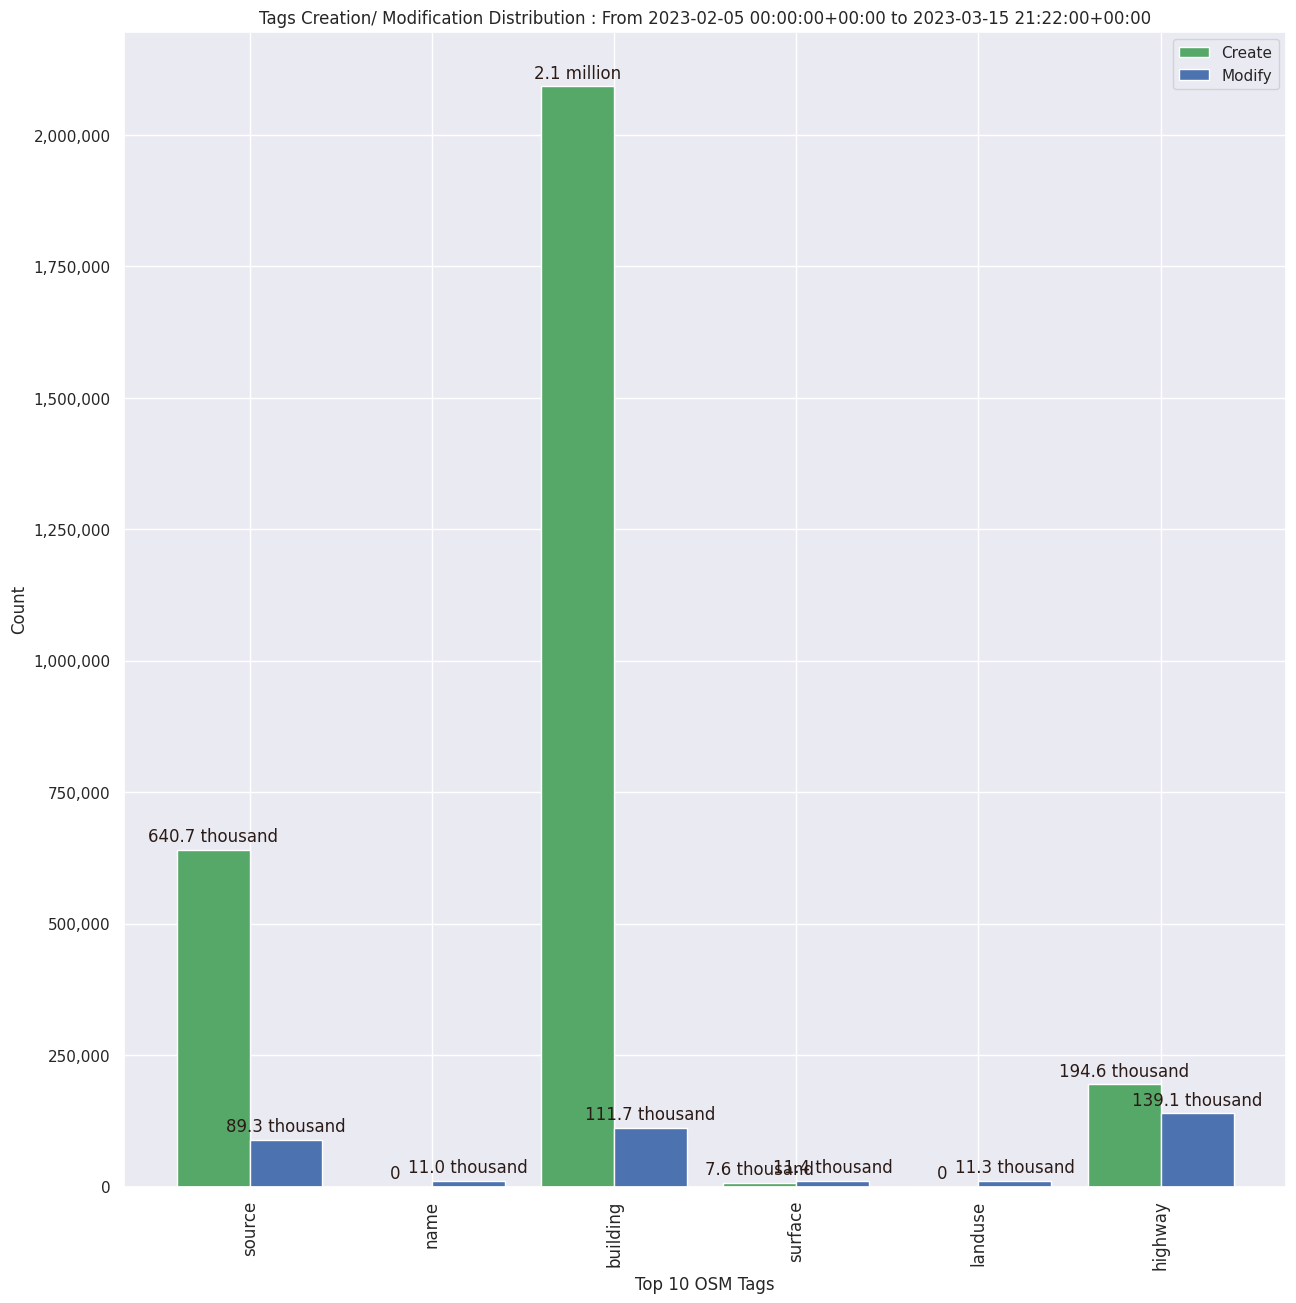 Tags Creation/ Modification Distribution : From 2023-02-05 00:00:00+00:00 to 2023-03-15 21:22:00+00:00
Create
Modify
2.1 million
2,000,000
1,750,000
1,500,000
1,250,000
Count
1,000,000
750,000
640.7 thousand
500,000
250,000
194.6 thousand
139.1 thousand
89.3 thousand
111.7 thousand
0
11.0 thousand
7.6 thousand
11.4 thousand
0
11.3 thousand
0
source
name
building
surface
landuse
highway
Top 10 OSM Tags